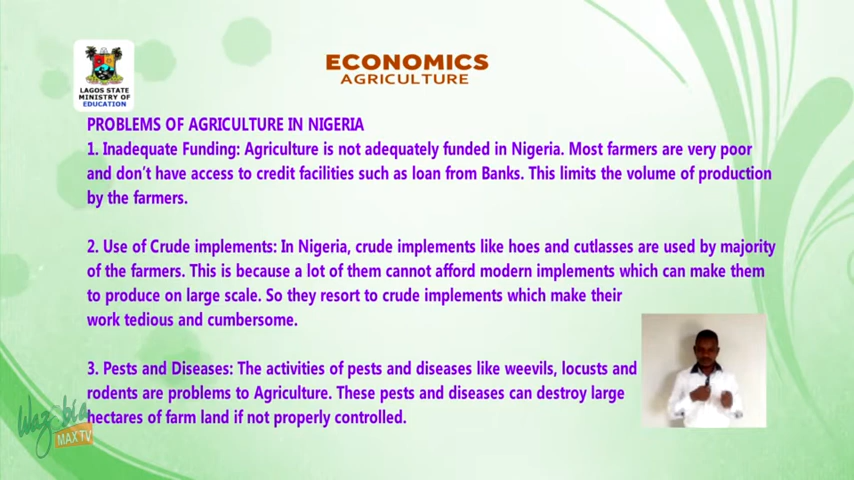 ECONOMICS
AGRICULTURE
LAGOS STATE
MINISTRY OF
EDUCATION
PROBLEMS OF AGRICULTURE IN NIGERIA
1. Inadequate Funding: Agriculture is not adequately funded in Nigeria. Most farmers are very poor
and don't have access to credit facilities such as loan from Banks. This limits the volume of production
by the farmers.
2. Use of Crude implements: In Nigeria, crude implements like hoes and cutlasses are used by majority
of the farmers. This is because a lot of them cannot afford modern implements which can make them
to produce on large scale. So they resort to crude implements which make their
work tedious and cumbersome.
3. Pests and Diseases: The activities of pests and diseases like weevils, locusts and
rodents are problems to Agriculture. These pests and diseases can destroy large
hectares of farm land if not properly controlled.
Wazobia
MAX TV